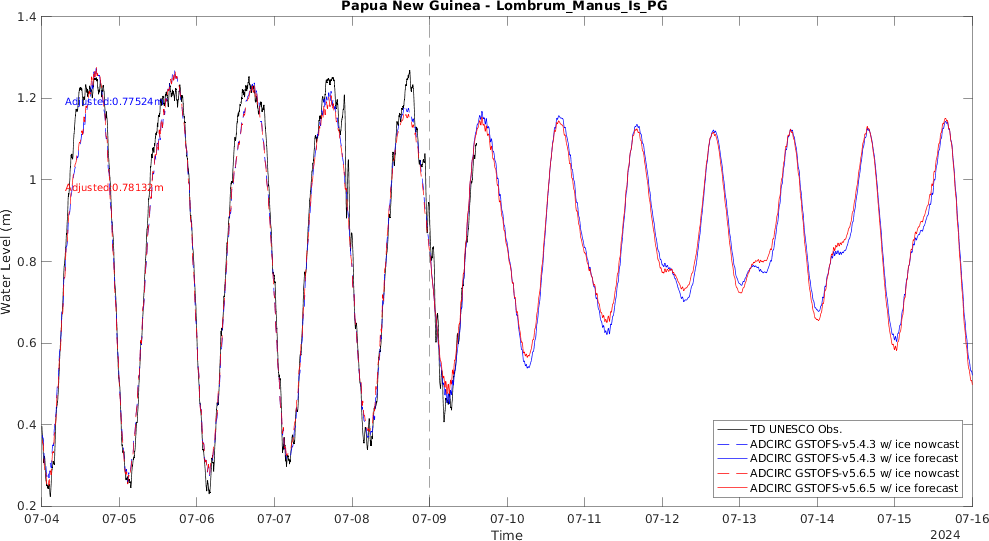 Papua New Guinea - Lombrum_Manus_Is_PG
1.4
1.2
1
0.8
0.6
0.4
0.2
Water Level (m)
Adjusted:0.77524m
Adjusted:0.78132m
TD UNESCO Obs.
ADCIRC GSTOFS-v5.4.3 w/ ice nowcast
ADCIRC GSTOFS-v5.4.3 w/ ice forecast
ADCIRC GSTOFS-v5.6.5 w/ ice nowcast
ADCIRC GSTOFS-v5.6.5 w/ ice forecast
07-04 07-05 07-06 07-07 07-08 07-09 07-10 07-11 07-12 07-13 07-14 07-15 07-16
Time
2024